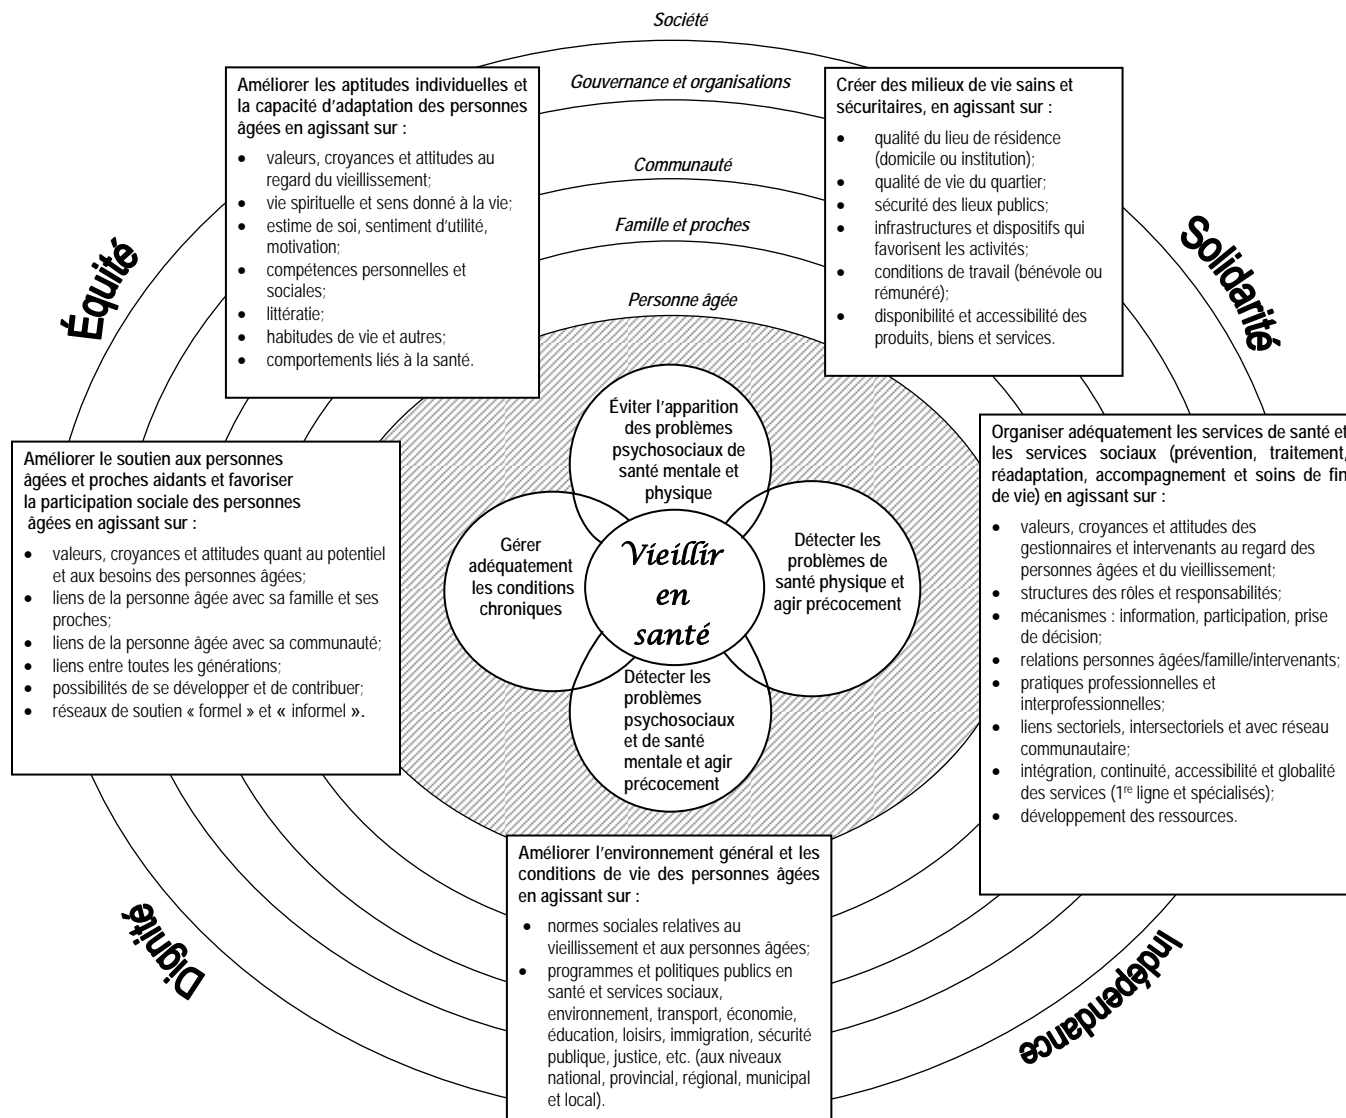 Société
Gouvernance et organisations
Communauté
Famille et proches
Personne âgée
Équité
Solidarité
Améliorer les aptitudes individuelles et
la capacité d'adaptation des personnes
âgées en agissant sur :
• valeurs, croyances et attitudes au
regard du vieillissement;
• vie spirituelle et sens donné à la vie;
• estime de soi, sentiment d'utilité,
motivation;
• compétences personnelles et
sociales;
• littératie;
• habitudes de vie et autres;
• comportements liés à la santé.
Créer des milieux de vie sains et
sécuritaires, en agissant sur :
• qualité du lieu de résidence
(domicile ou institution);
• qualité de vie du quartier;
• sécurité des lieux publics;
• infrastructures et dispositifs qui
favorisent les activités;
• conditions de travail (bénévole ou
rémunéré);
• disponibilité et accessibilité des
produits, biens et services.
Améliorer le soutien aux personnes
âgées et proches aidants et favoriser
la participation sociale des personnes
âgées en agissant sur :
• valeurs, croyances et attitudes quant au potentiel
et aux besoins des personnes âgées;
• liens de la personne âgée avec sa famille et ses
proches;
• liens de la personne âgée avec sa communauté;
• liens entre toutes les générations;
• possibilités de se développer et de contribuer;
• réseaux de soutien « formel » et « informel ».
Éviter l'apparition
des problèmes
psychosociaux de
santé mentale et
physique
Gérer
adéquatement
les conditions
chroniques
Vieillir
en
santé
Détecter les
problèmes de
santé physique et
agir précocement
Détecter les
problèmes
psychosociaux
et de santé
mentale et agir
précocement
Organiser adéquatement les services de santé et
les services sociaux (prévention, traitement,
réadaptation, accompagnement et soins de fin
de vie) en agissant sur :
• valeurs, croyances et attitudes des
gestionnaires et intervenants au regard des
personnes âgées et du vieillissement;
• structures des rôles et responsabilités;
• mécanismes : information, participation, prise
de décision;
• relations personnes âgées/famille/intervenants;
• pratiques professionnelles et
interprofessionnelles;
• liens sectoriels, intersectoriels et avec réseau
communautaire;
• intégration, continuité, accessibilité et globalité
des services (1re ligne et spécialisés);
• développement des ressources.
Améliorer l'environnement général et les
conditions de vie des personnes âgées
en agissant sur :
• normes sociales relatives au
vieillissement et aux personnes âgées;
• programmes et politiques publics en
santé et services sociaux,
environnement, transport, économie,
éducation, loisirs, immigration, sécurité
publique, justice, etc. (aux niveaux
national, provincial, régional, municipal
et local).
Dignité
Indépendance